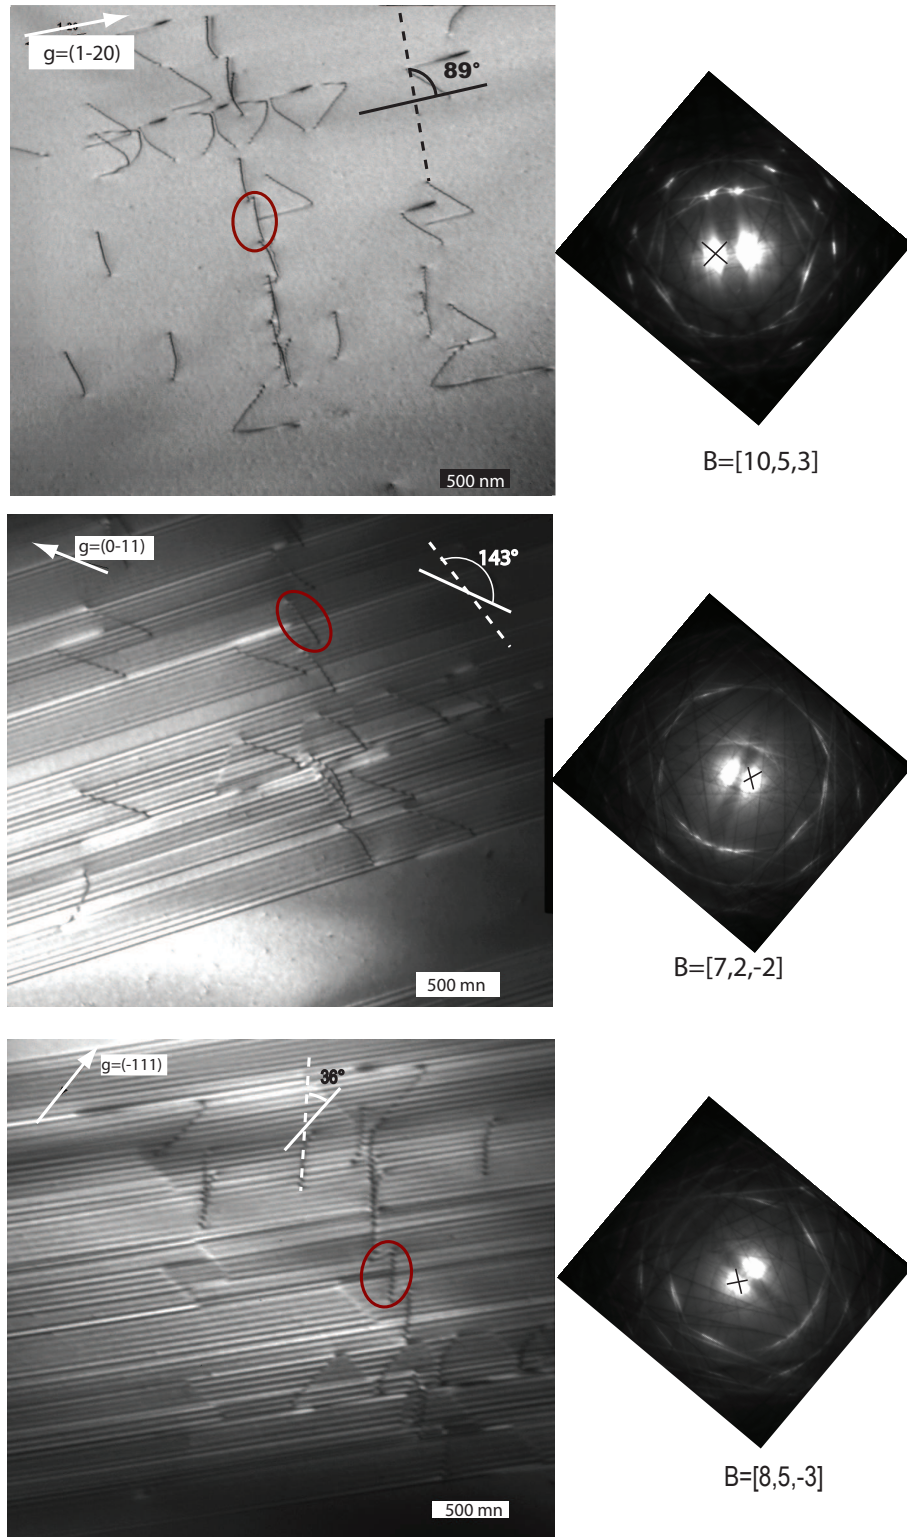 g=(1-20)
89°
500 nm
B=[10,5,3]
g=(0-11)
143°
500 mn
B=[7,2,-2]
g=(-111)
36°
500 mn
B=[8,5,-3]